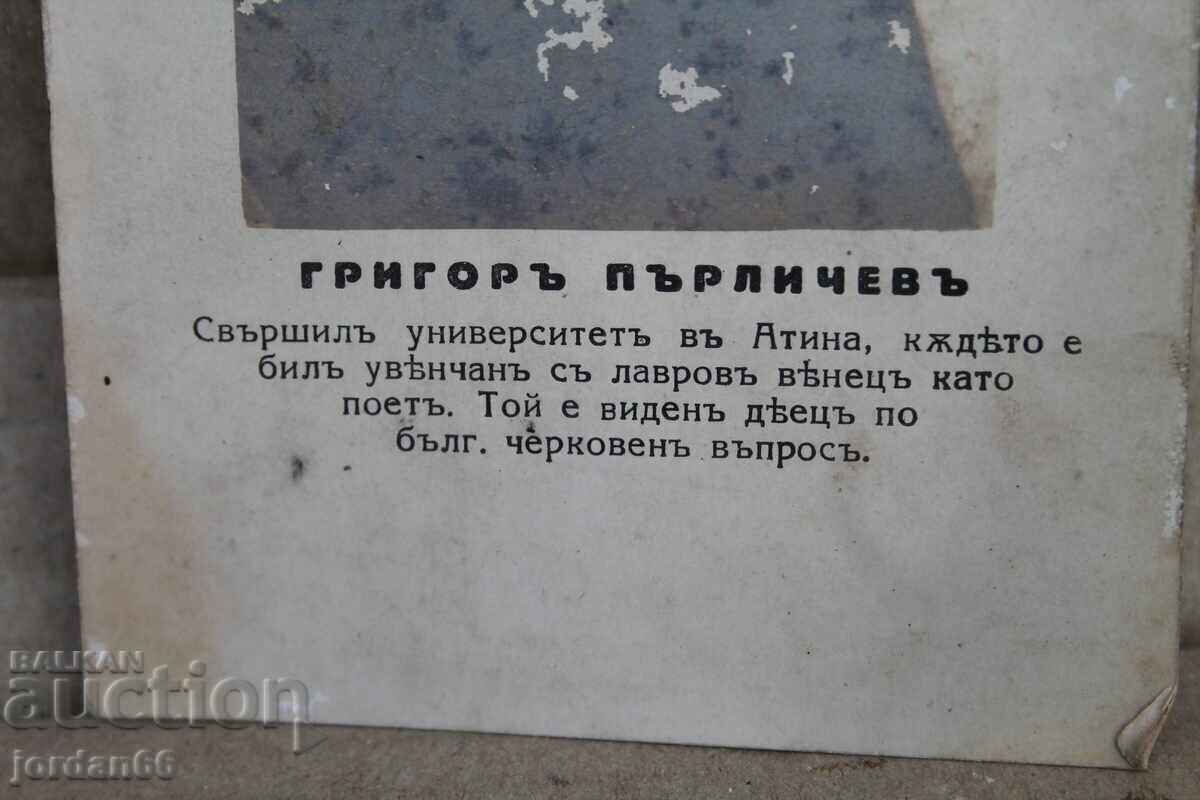 ГРИГОРЪ ПЪРЛИЧЕВЪ
Свършилъ университетъ въ Атина, кѫдѣто е
билъ увѣнчанъ съ лавровъ вѣнецъ като
поетъ. Той е виденъ дѣецъ по
бълг. черковенъ въпросъ.
BALKAN
auction
jordan66